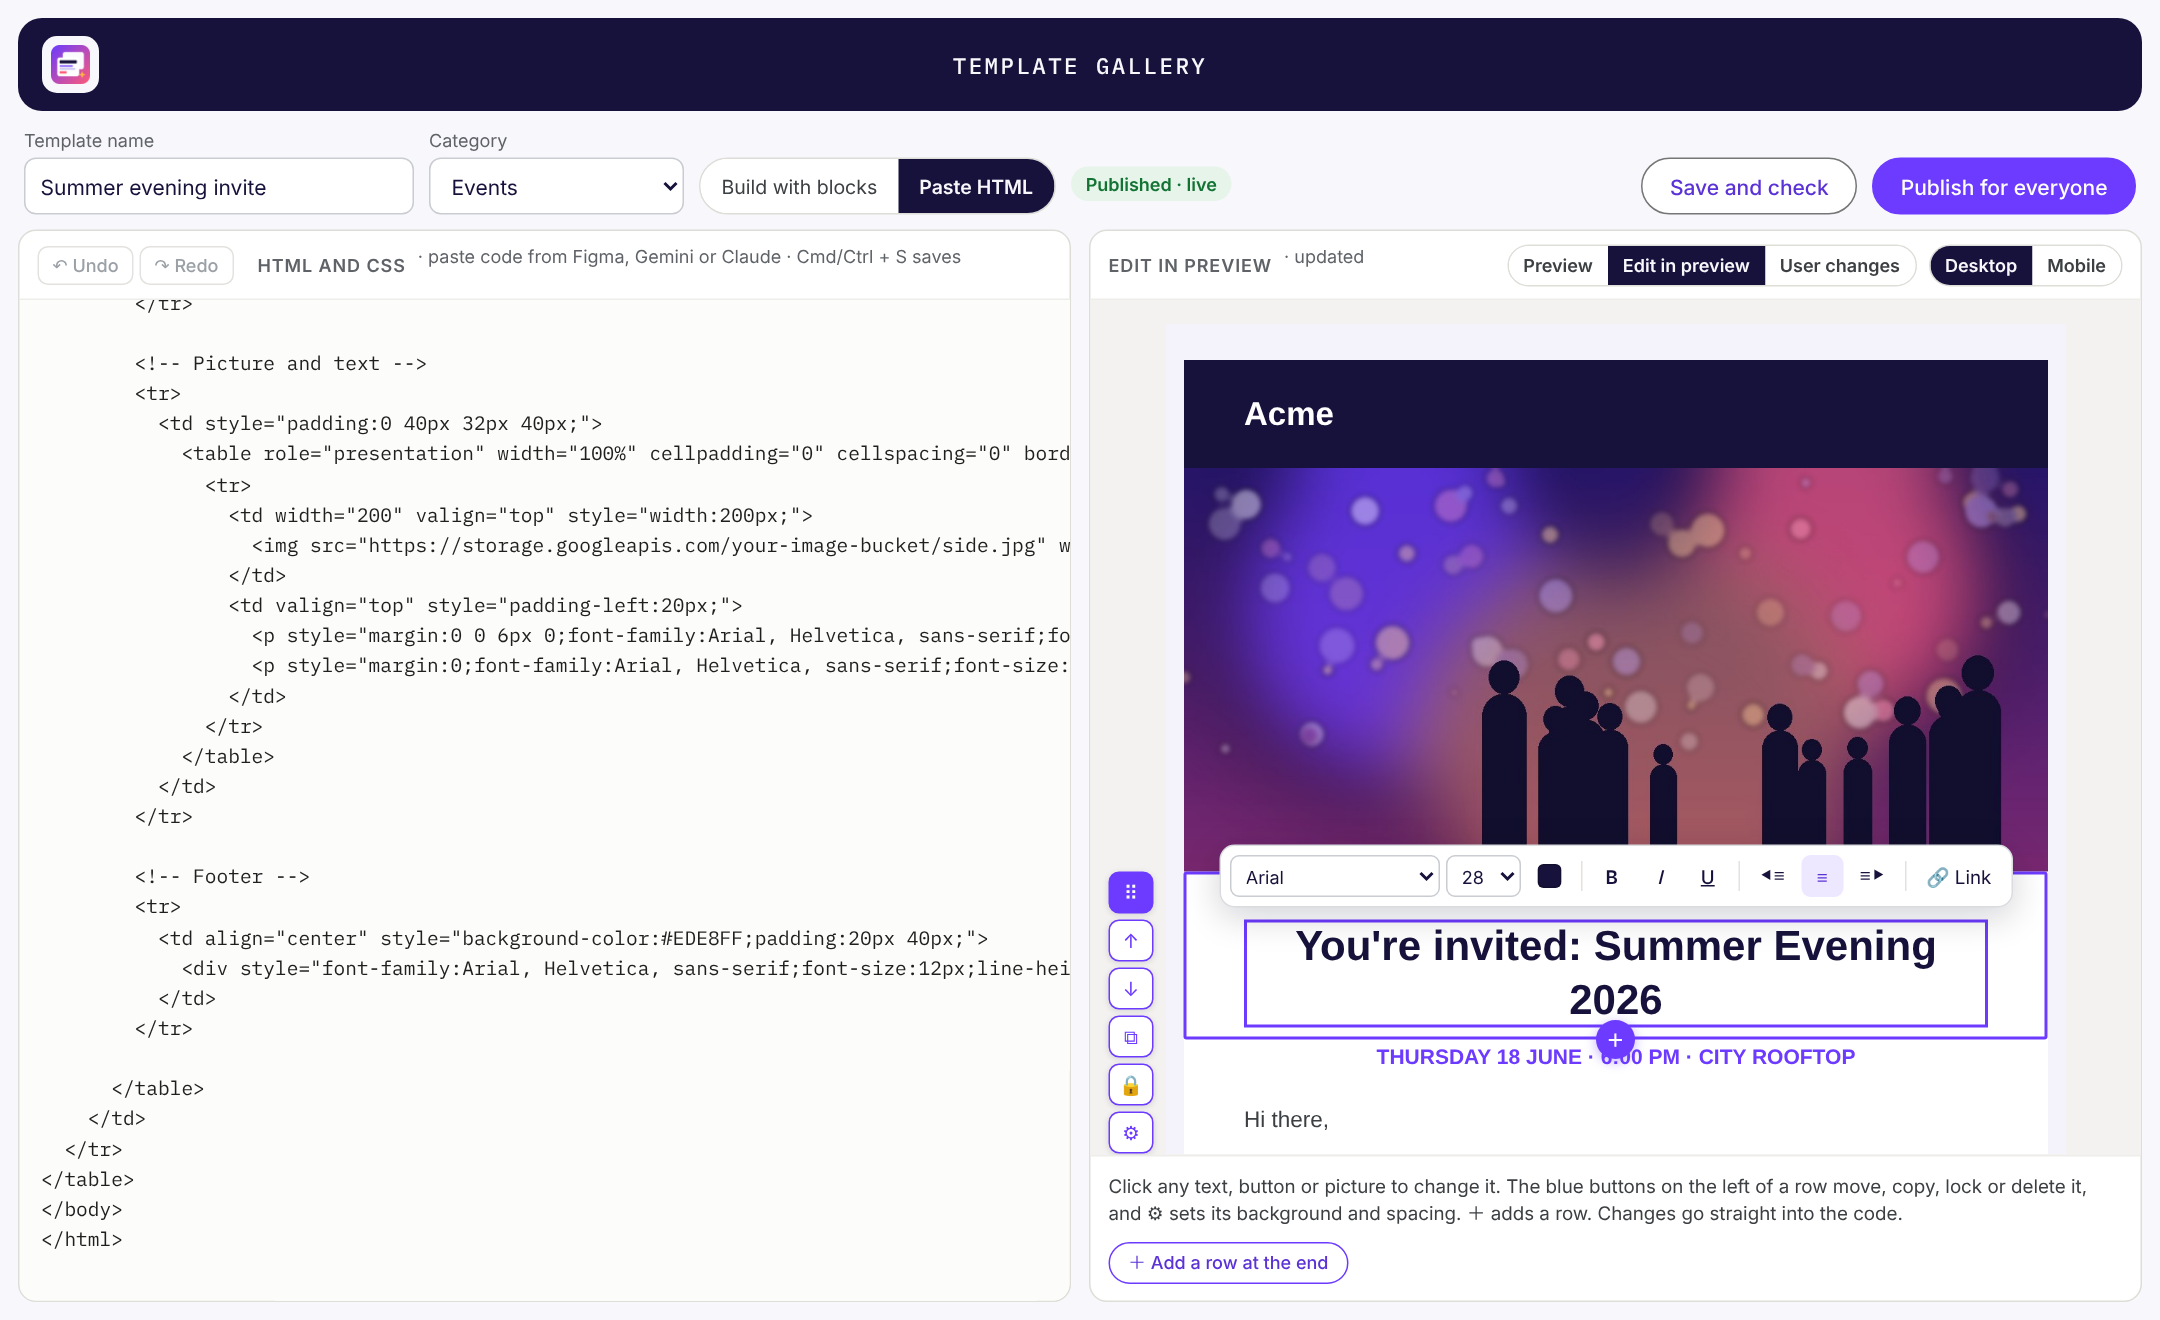 TEMPLATE GALLERY
Template name
Category
Summer evening invite
Events
Build with blocks
Paste HTML
Published · live
Save and check
Publish for everyone
↶ Undo
↷ Redo
HTML AND CSS · paste code from Figma, Gemini or Claude · Cmd/Ctrl + S saves
</tr>
<!-- Picture and text -->
<tr>
<td style="padding:0 40px 32px 40px;">
<table role="presentation" width="100%" cellpadding="0" cellspacing="0" bord
<tr>
<td width="200" valign="top" style="width:200px;">
<img src="https://storage.googleapis.com/your-image-bucket/side.jpg" w
</td>
<td valign="top" style="padding-left:20px;">
<p style="margin:0 0 6px 0;font-family:Arial, Helvetica, sans-serif;fo
<p style="margin:0;font-family:Arial, Helvetica, sans-serif;font-size:
</td>
</tr>
</table>
</td>
</tr>
<!-- Footer -->
<tr>
<td align="center" style="background-color:#EDE8FF;padding:20px 40px;">
<div style="font-family:Arial, Helvetica, sans-serif;font-size:12px;line-hei
</td>
</tr>
</table>
</td>
</tr>
</table>
</body>
</html>
EDIT IN PREVIEW · updated
Preview
Edit in preview
User changes
Desktop
Mobile
Acme
Arial
28
B
I
U
Link
You're invited: Summer Evening
2026
THURSDAY 18 JUNE · 6:00 PM · CITY ROOFTOP
Hi there,
Click any text, button or picture to change it. The blue buttons on the left of a row move, copy, lock or delete it,
and ⚙ sets its background and spacing. + adds a row. Changes go straight into the code.
+ Add a row at the end